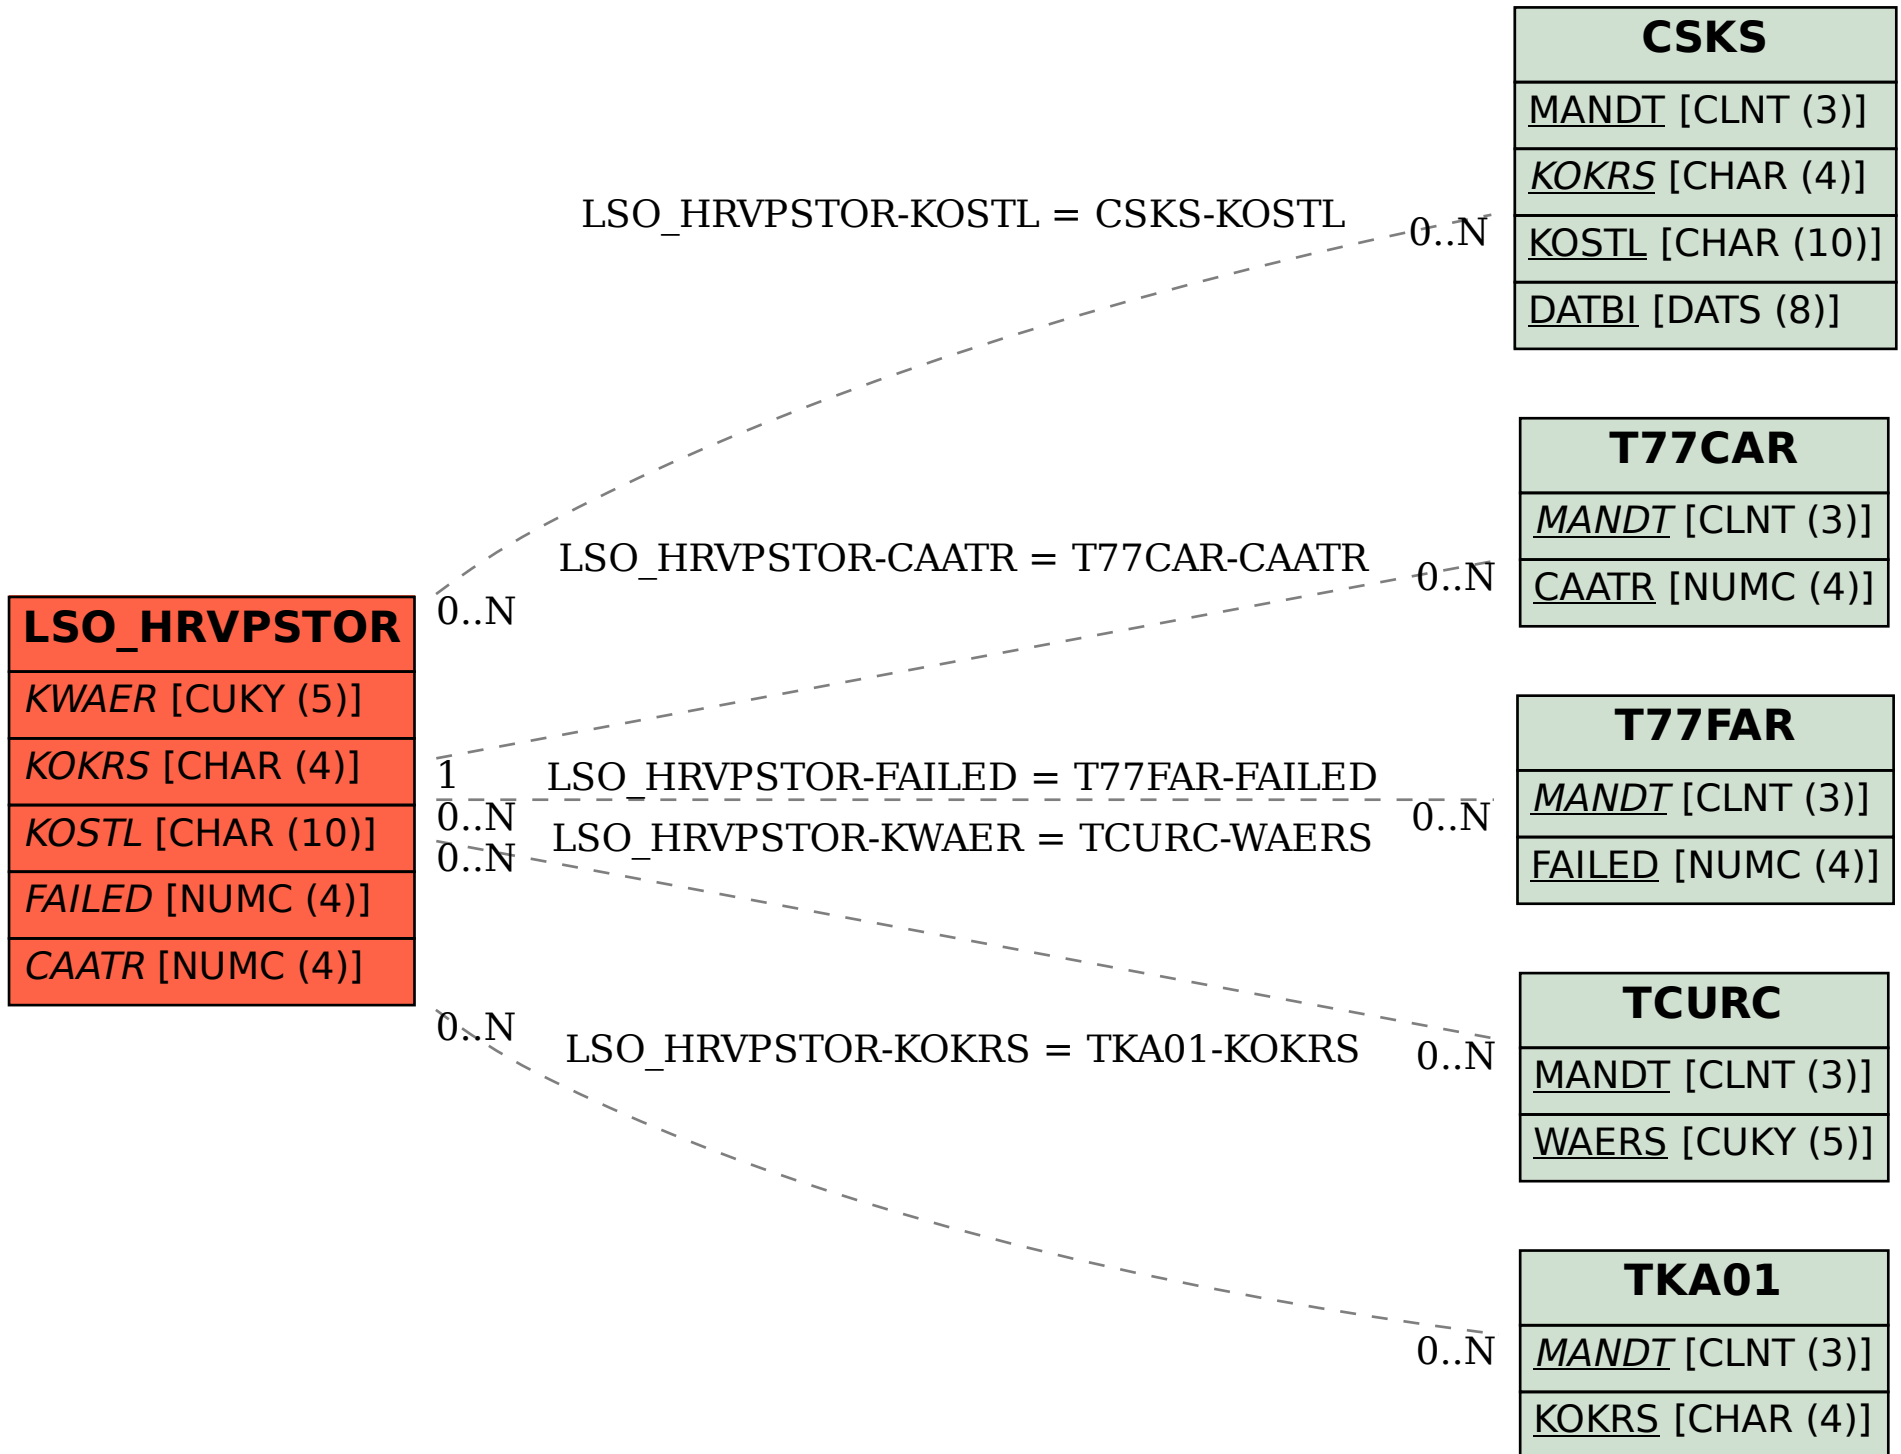 CSKS
MANDT [CLNT (3)]
KOKRS [CHAR (4)]
KOSTL [CHAR (10)]
DATBI [DATS (8)]
LSO_HRVPSTOR-KOSTL = CSKS-KOSTL
0..N
0..N
T77CAR
MANDT [CLNT (3)]
CAATR [NUMC (4)]
LSO_HRVPSTOR-CAATR = T77CAR-CAATR
0..N
1
LSO_HRVPSTOR
KWAER [CUKY (5)]
KOKRS [CHAR (4)]
KOSTL [CHAR (10)]
FAILED [NUMC (4)]
CAATR [NUMC (4)]
T77FAR
MANDT [CLNT (3)]
FAILED [NUMC (4)]
LSO_HRVPSTOR-FAILED = T77FAR-FAILED
0..N
0..N
LSO_HRVPSTOR-KWAER = TCURC-WAERS
0..N
0..N
TCURC
MANDT [CLNT (3)]
WAERS [CUKY (5)]
LSO_HRVPSTOR-KOKRS = TKA01-KOKRS
0..N
0..N
TKA01
MANDT [CLNT (3)]
KOKRS [CHAR (4)]